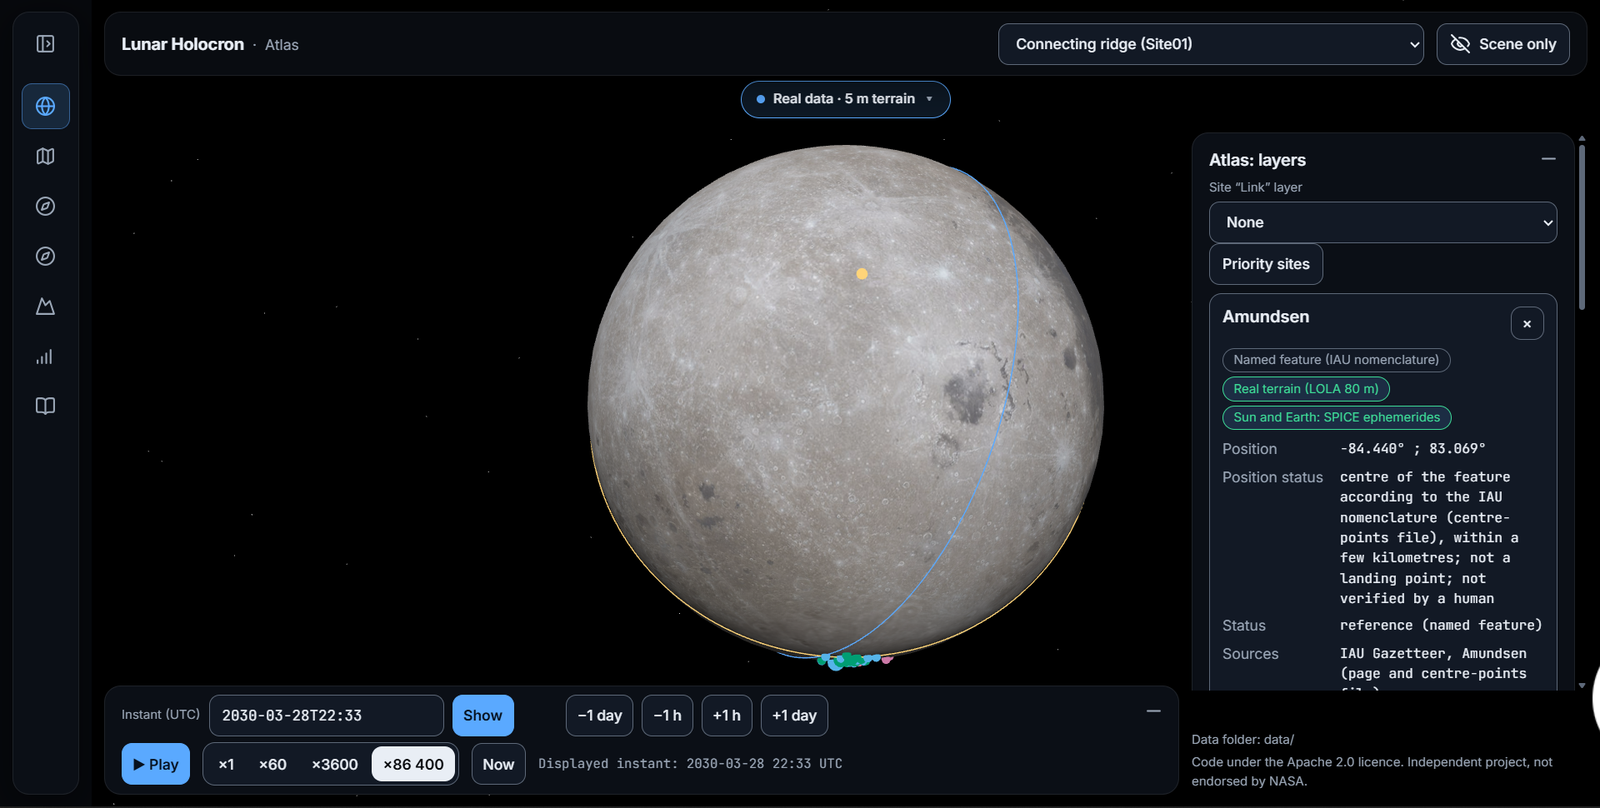 Lunar Holocron · Atlas
Connecting ridge (Site01)
Scene only
Real data · 5 m terrain
Atlas: layers
Site “Link” layer
None
Priority sites
Amundsen
×
Named feature (IAU nomenclature)
Real terrain (LOLA 80 m)
Sun and Earth: SPICE ephemerides
Position -84.440° ; 83.069°
Position status centre of the feature
according to the IAU
nomenclature (centre-
points file), within a
few kilometres; not a
landing point; not
verified by a human
Status reference (named feature)
Sources IAU Gazetteer, Amundsen
(page and centre-points
Instant (UTC) 2030-03-28T22:33 Show −1 day −1 h +1 h +1 day
Play ×1 ×60 ×3600 ×86 400 Now Displayed instant: 2030-03-28 22:33 UTC
Data folder: data/
Code under the Apache 2.0 licence. Independent project, not
endorsed by NASA.